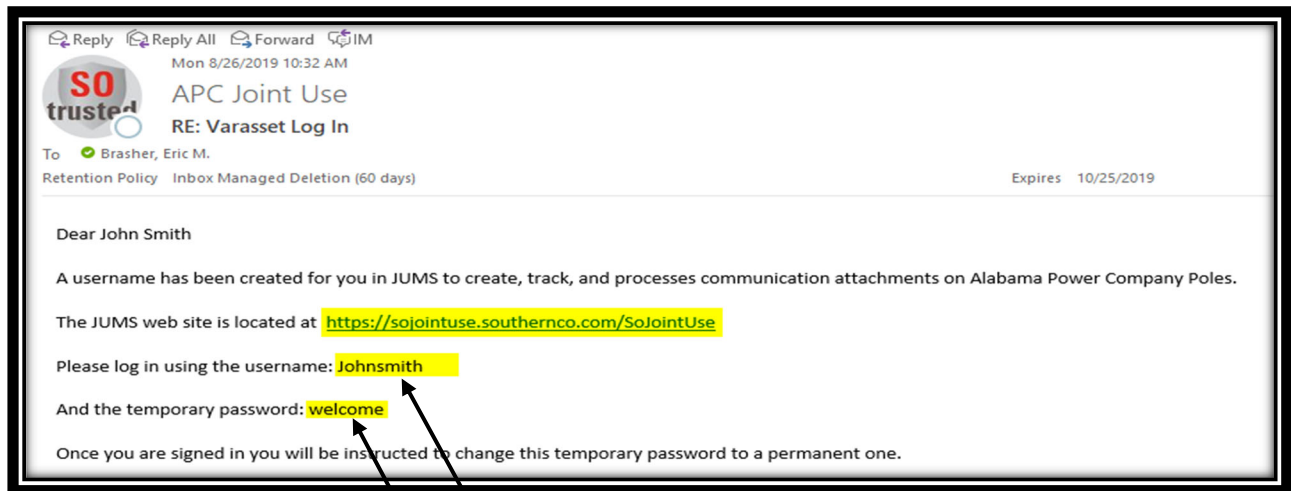 Reply Reply All Forward IM
Mon 8/26/2019 10:32 AM
SO
trusted
APC Joint Use
RE: Varasset Log In
To Brasher, Eric M.
Retention Policy Inbox Managed Deletion (60 days) Expires 10/25/2019
Dear John Smith
A username has been created for you in JUMS to create, track, and processes communication attachments on Alabama Power Company Poles.
The JUMS web site is located at https://sojointuse.southernco.com/SoJointUse
Please log in using the username: Johnsmith
And the temporary password: welcome
Once you are signed in you will be instructed to change this temporary password to a permanent one.